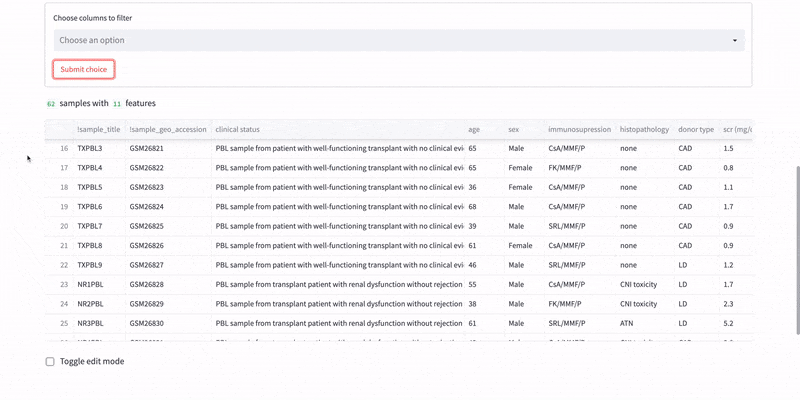 Choose columns to filter
Choose an option
Submit choice
62 samples with 11 features
!sample_title !sample_geo_accession clinical status age sex immunosupression histopathology donor type scr (mg/d
16 TXPBL3 GSM26821 PBL sample from patient with well-functioning transplant with no clinical evi 65 Male CsA/MMF/P none CAD 1.5
17 TXPBL4 GSM26822 PBL sample from patient with well-functioning transplant with no clinical evi 65 Female FK/MMF/P none CAD 0.8
18 TXPBL5 GSM26823 PBL sample from patient with well-functioning transplant with no clinical evi 36 Female CsA/MMF/P none CAD 1.1
19 TXPBL6 GSM26824 PBL sample from patient with well-functioning transplant with no clinical evi 68 Male CsA/MMF/P none CAD 1.7
20 TXPBL7 GSM26825 PBL sample from patient with well-functioning transplant with no clinical evi 39 Male SRL/MMF/P none CAD 0.9
21 TXPBL8 GSM26826 PBL sample from patient with well-functioning transplant with no clinical evi 61 Female CsA/MMF/P none CAD 0.9
22 TXPBL9 GSM26827 PBL sample from patient with well-functioning transplant with no clinical evi 46 Male SRL/MMF/P none LD 1.2
23 NR1PBL GSM26828 PBL sample from transplant patient with renal dysfunction without rejection 55 Male CsA/MMF/P CNI toxicity LD 1.7
24 NR2PBL GSM26829 PBL sample from transplant patient with renal dysfunction without rejection 38 Male FK/MMF/P CNI toxicity LD 2.3
25 NR3PBL GSM26830 PBL sample from transplant patient with renal dysfunction without rejection 61 Male SRL/MMF/P ATN LD 5.2
Toggle edit mode